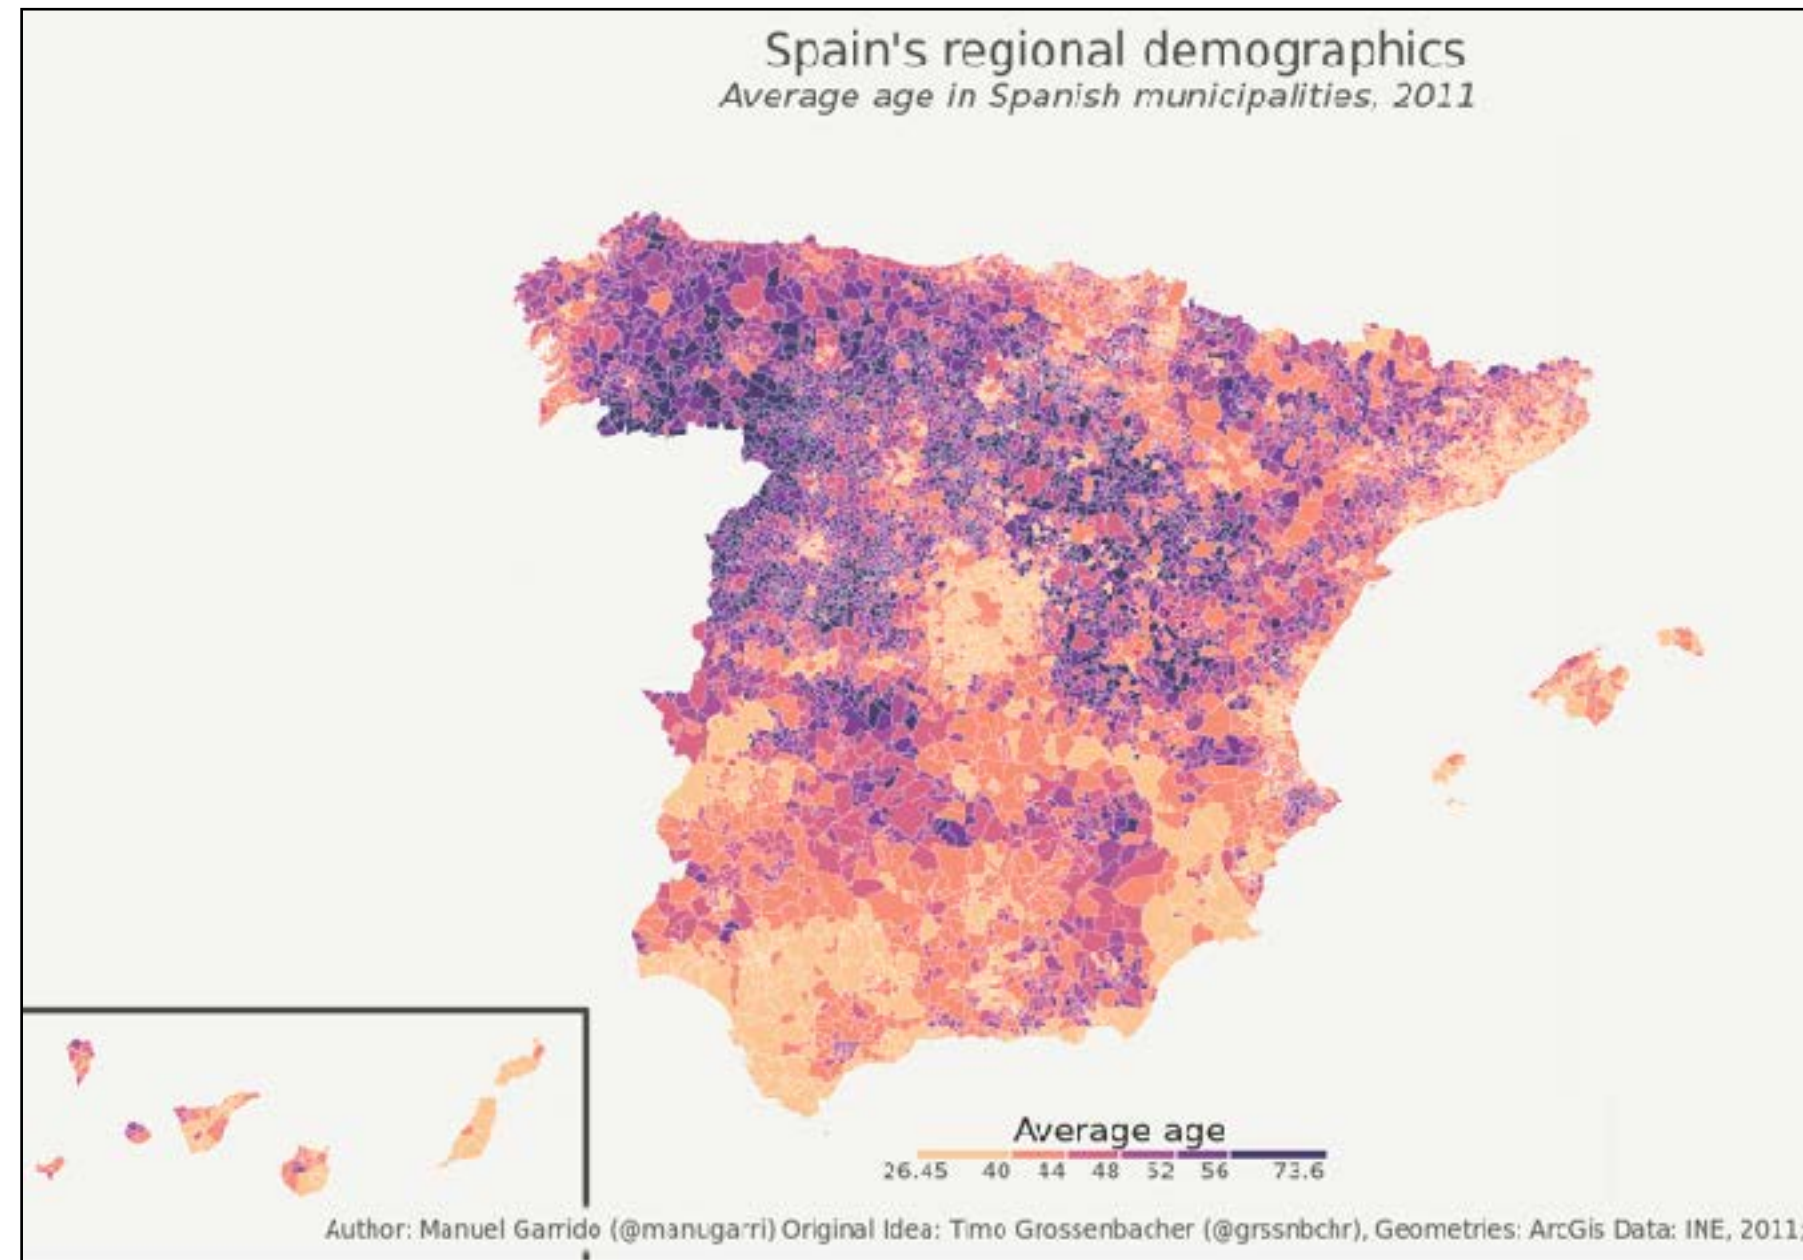 Spain's regional demographics
Average age in Spanish municipalities, 2011
Average age
26.45 40 44 48 52 56 73.6
Author: Manuel Garrido (@manugarri) Original Idea: Timo Grossenbacher (@grssnbchr), Geometries: ArcGis Data: INE, 2011;